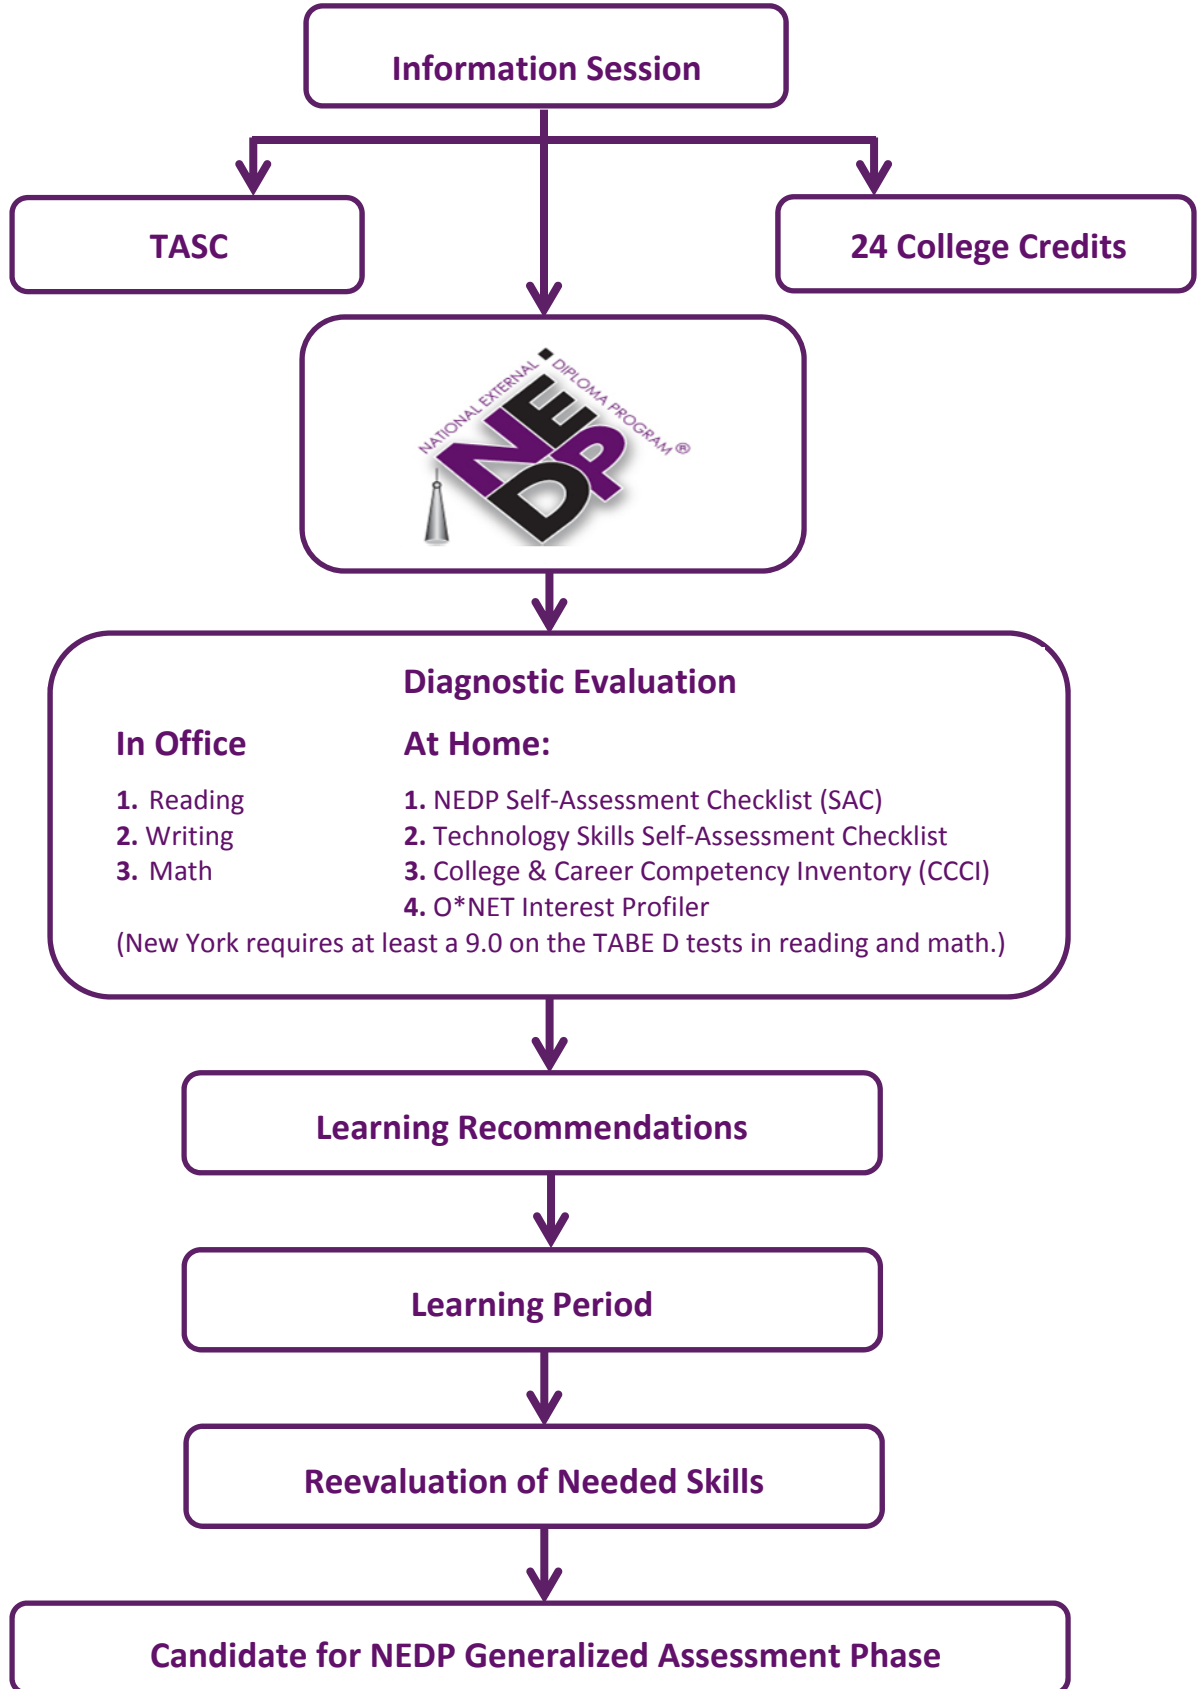 Information Session
TASC
24 College Credits
NATIONAL EXTERNAL DIPLOMA PROGRAM ®
NEDP
Diagnostic Evaluation
In Office
At Home:
1. Reading
2. Writing
3. Math
1. NEDP Self-Assessment Checklist (SAC)
2. Technology Skills Self-Assessment Checklist
3. College & Career Competency Inventory (CCCI)
4. O*NET Interest Profiler
(New York requires at least a 9.0 on the TABE D tests in reading and math.)
Learning Recommendations
Learning Period
Reevaluation of Needed Skills
Candidate for NEDP Generalized Assessment Phase